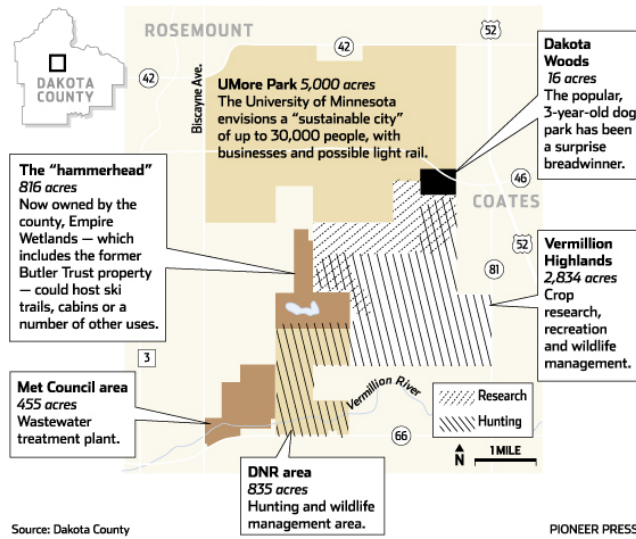 ROSEMOUNT
42
52
42
DAKOTA
COUNTY
Biscayne Ave.
UMore Park 5,000 acres
The University of Minnesota
envisions a “sustainable city”
of up to 30,000 people, with
businesses and possible light rail.
Dakota
Woods
16 acres
The popular,
3-year-old dog
park has been
a surprise
breadwinner.
The “hammerhead”
816 acres
Now owned by the
county, Empire
Wetlands — which
includes the former
Butler Trust property
— could host ski
trails, cabins or a
number of other uses.
46
COATES
52
81
Vermillion
Highlands
2,834 acres
Crop
research,
recreation
and wildlife
management.
3
Met Council area
455 acres
Wastewater
treatment plant.
Vermillion River
Research
Hunting
66
N
1 MILE
DNR area
835 acres
Hunting and wildlife
management area.
Source: Dakota County
PIONEER PRESS